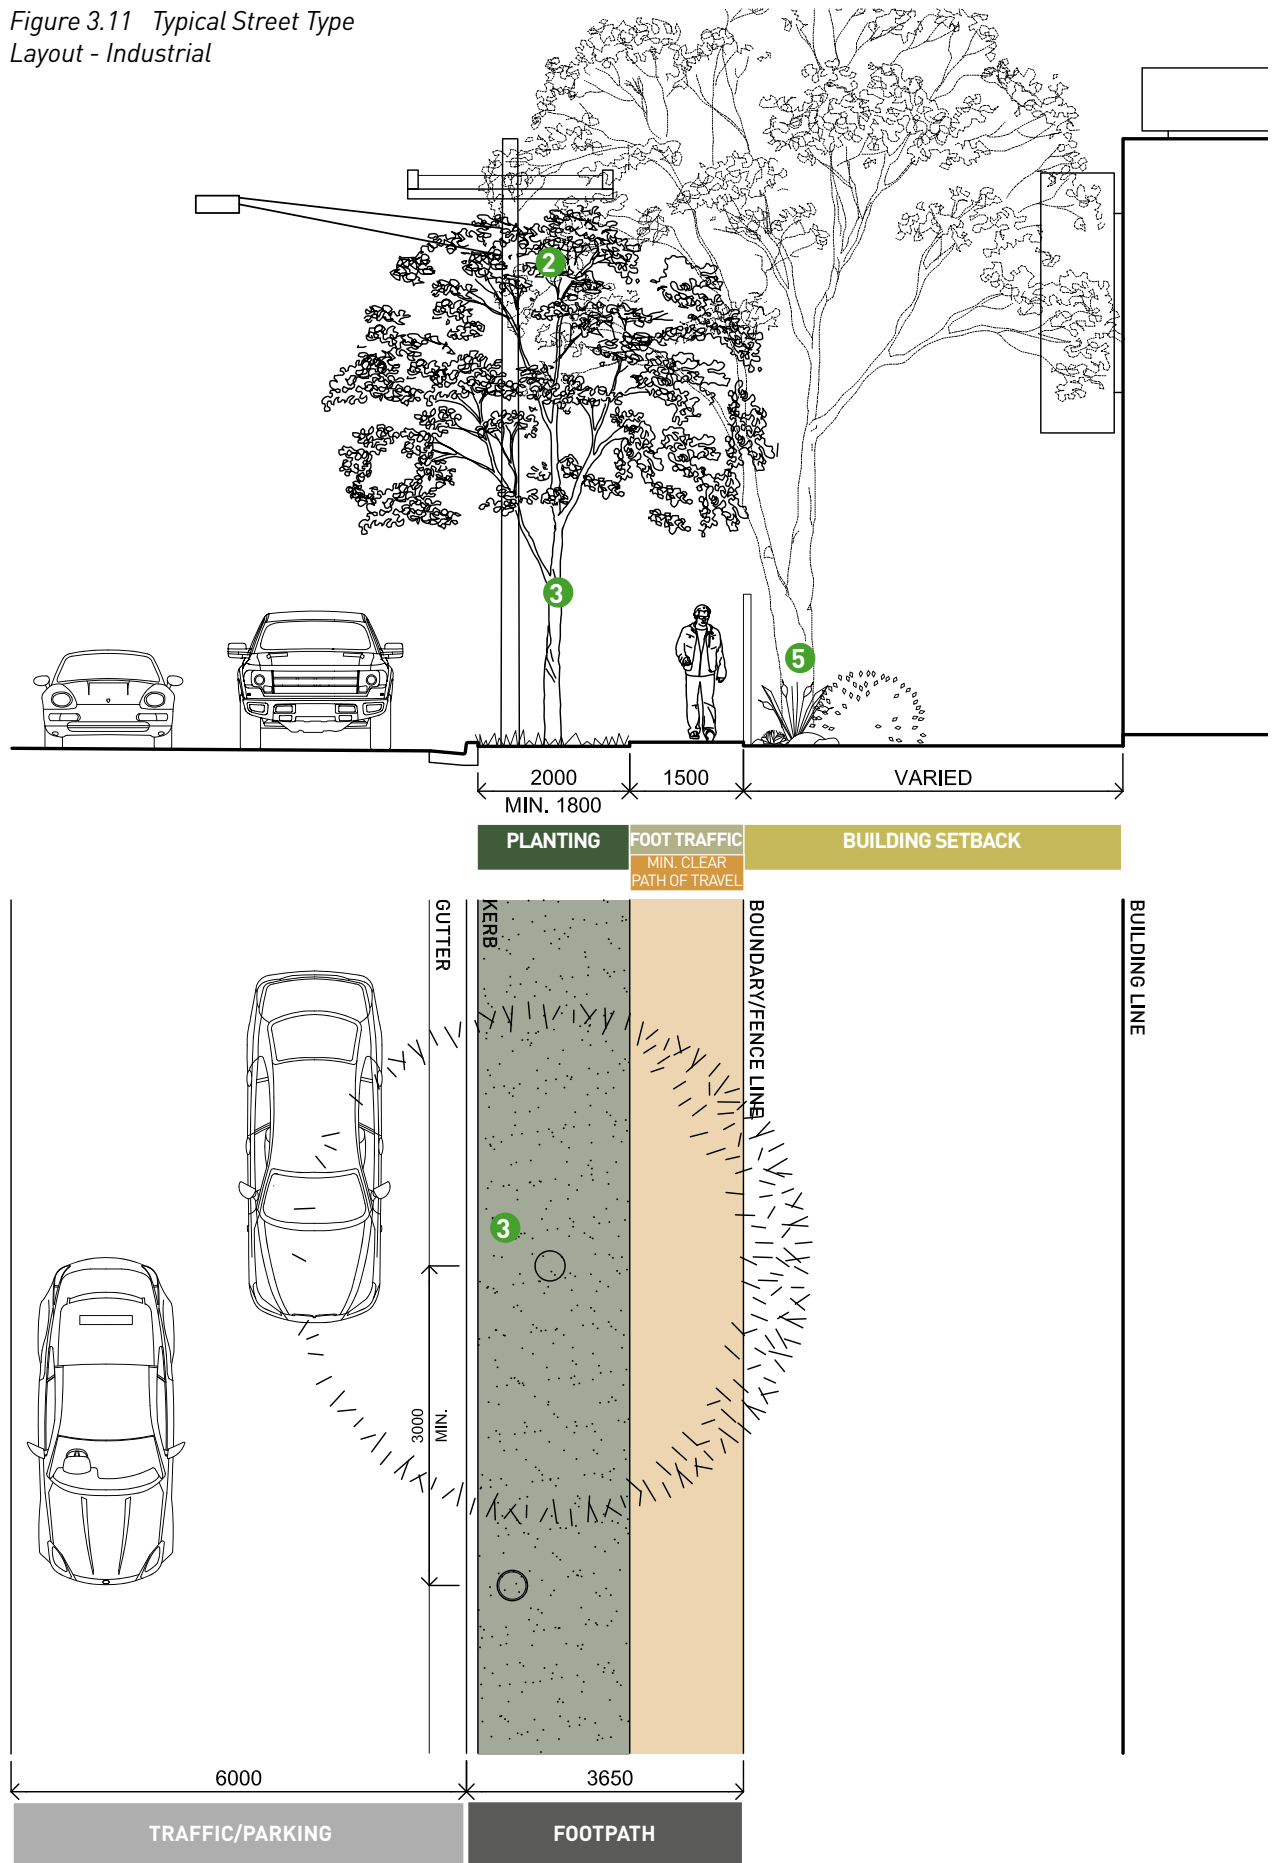 Figure 3.11 Typical Street Type
Layout - Industrial
2
3
5
2000
1500
VARIED
MIN. 1800
PLANTING
FOOT TRAFFIC
BUILDING SETBACK
MIN. CLEAR
PATH OF TRAVEL
GUTTER
KERB
BOUNDARY/FENCE LINE
BUILDING LINE
3
3000
MIN.
6000
3650
TRAFFIC/PARKING
FOOTPATH